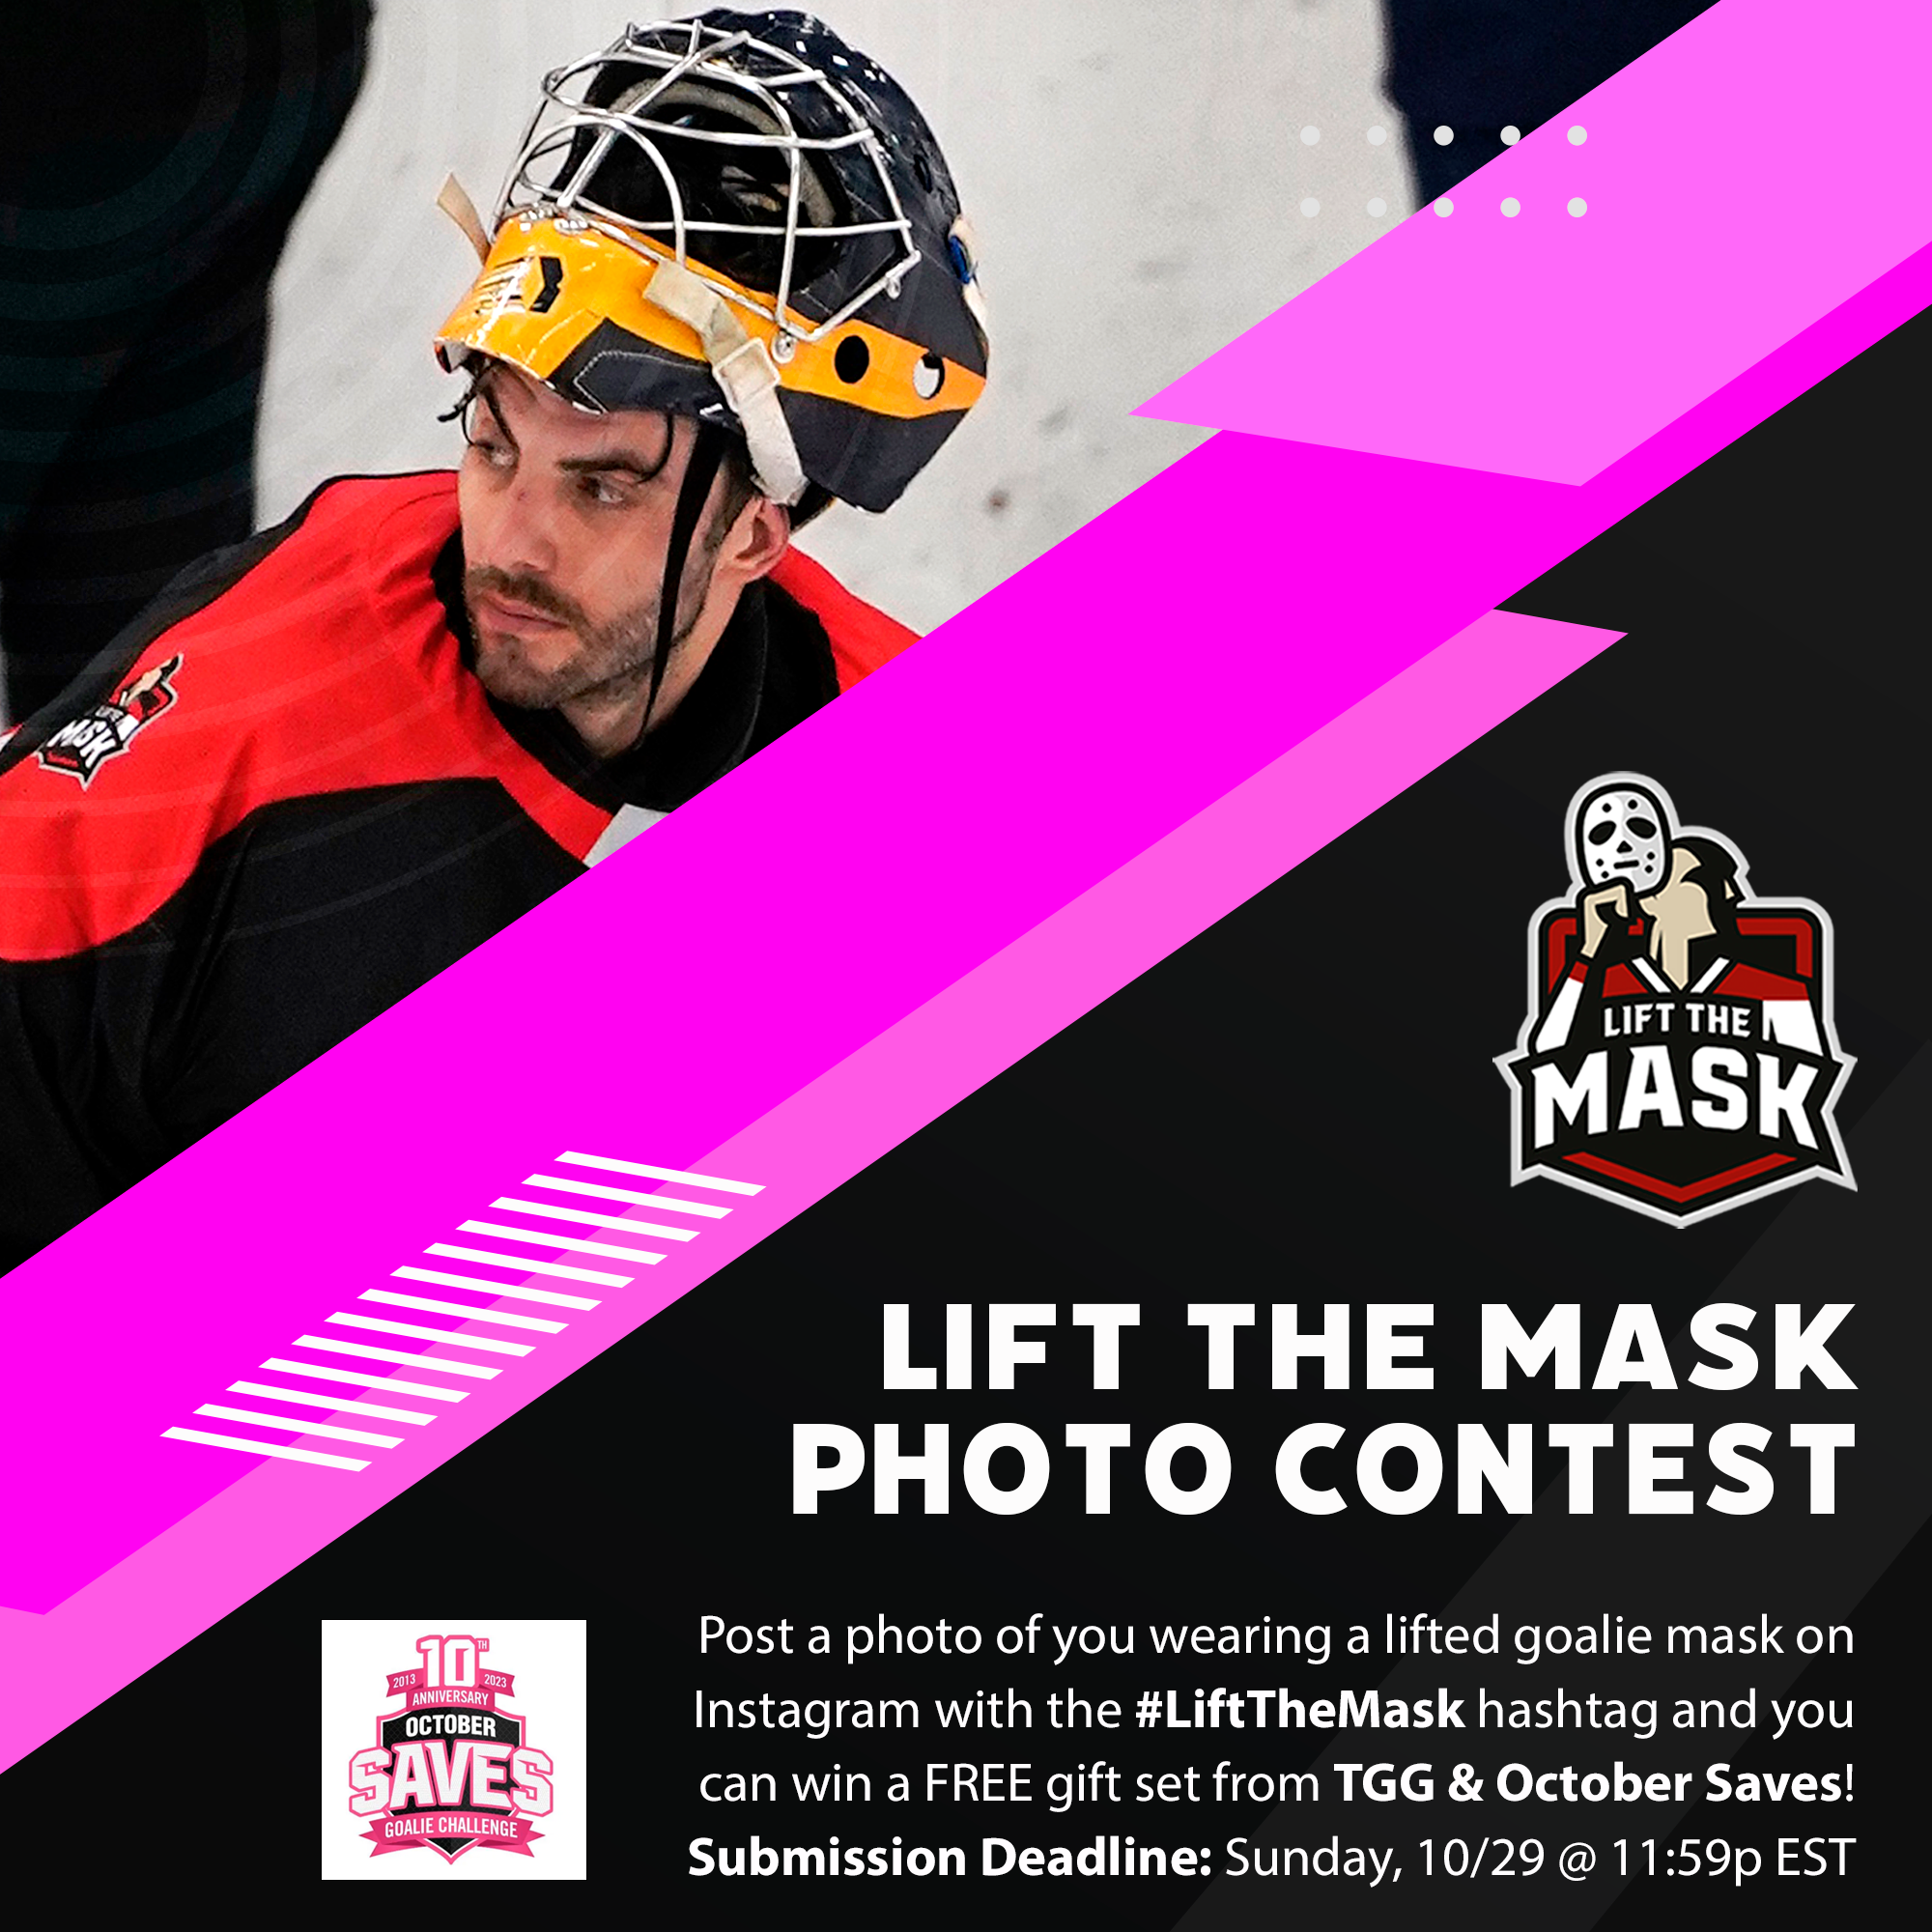 MASK
LIFT THE
MASK
LIFT THE MASK
PHOTO CONTEST
10TH
2013 2023
ANNIVERSARY
OCTOBER
SAVES
GOALIE CHALLENGE
Post a photo of you wearing a lifted goalie mask on
Instagram with the #LiftTheMask hashtag and you
can win a FREE gift set from TGG & October Saves!
Submission Deadline: Sunday, 10/29 @ 11:59p EST